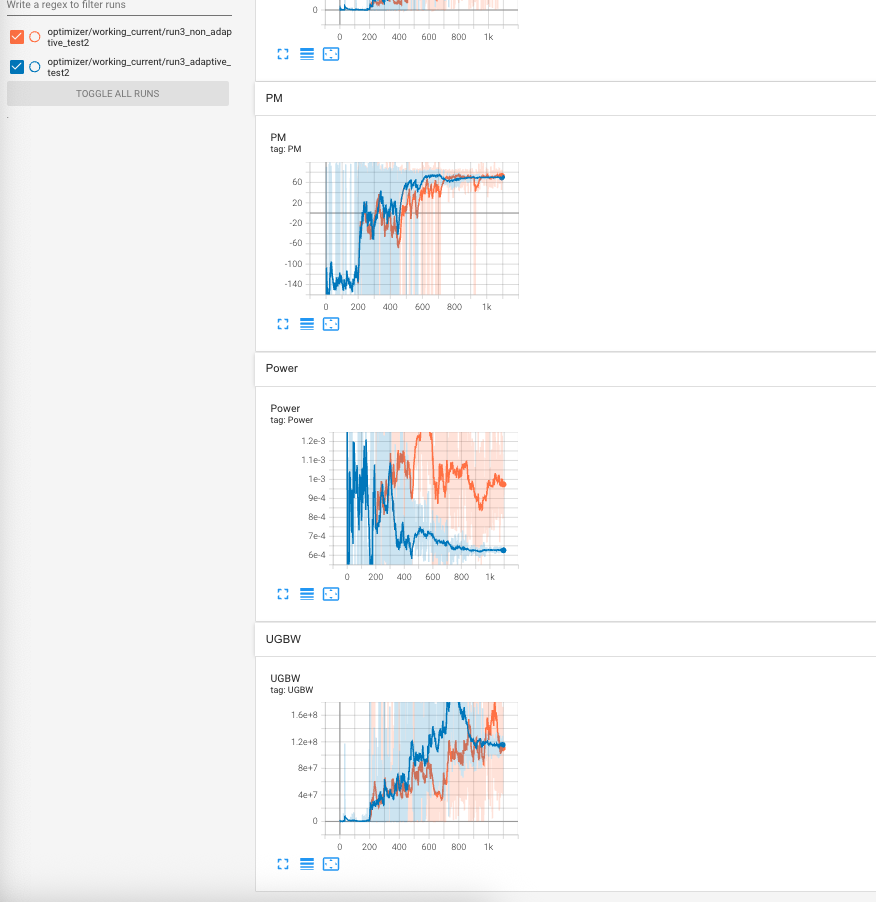 Write a regex to filter runs
optimizer/working_current/run3_non_adap
tive_test2
optimizer/working_current/run3_adaptive_
test2
TOGGLE ALL RUNS
0
0 200 400 600 800 1k
PM
PM
tag: PM
60
20
-20
-60
-100
-140
0 200 400 600 800 1k
Power
Power
tag: Power
1.2e-3
1.1e-3
1e-3
9e-4
8e-4
7e-4
6e-4
0 200 400 600 800 1k
UGBW
UGBW
tag: UGBW
1.6e+8
1.2e+8
8e+7
4e+7
0
0 200 400 600 800 1k